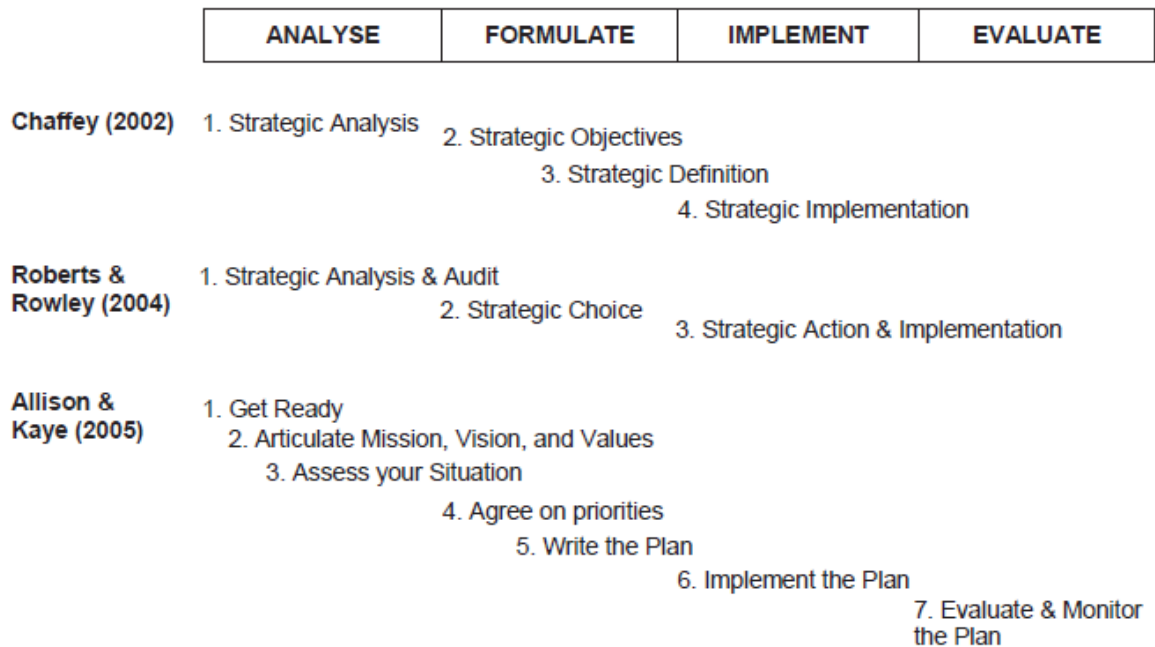 ANALYSE FORMULATE IMPLEMENT EVALUATE
Chaffey (2002) 1. Strategic Analysis
2. Strategic Objectives
3. Strategic Definition
4. Strategic Implementation
Roberts &
Rowley (2004)
1. Strategic Analysis & Audit
2. Strategic Choice
3. Strategic Action & Implementation
Allison &
Kaye (2005)
1. Get Ready
2. Articulate Mission, Vision, and Values
3. Assess your Situation
4. Agree on priorities
5. Write the Plan
6. Implement the Plan
7. Evaluate & Monitor
the Plan